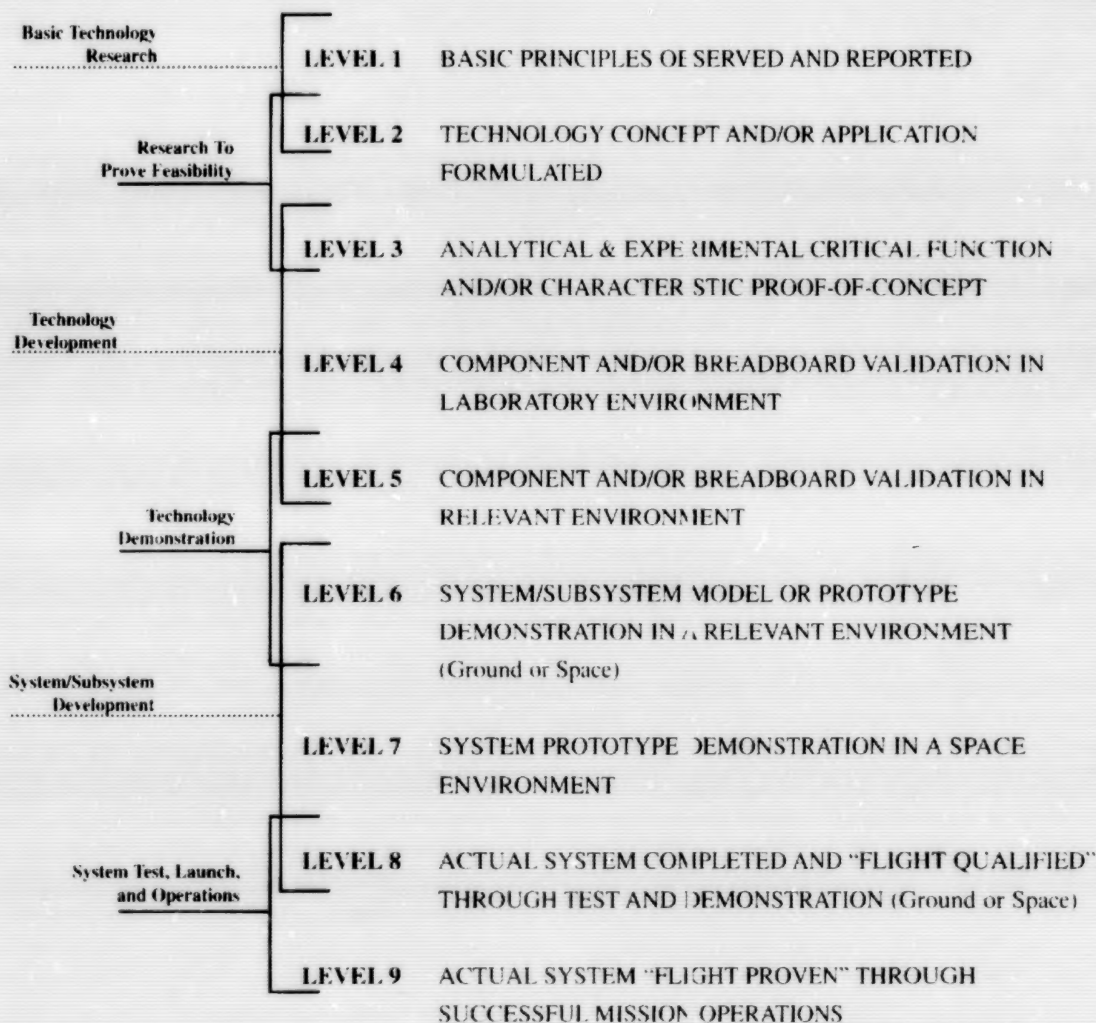 Basic Technology
Research
LEVEL 1 BASIC PRINCIPLES OBSERVED AND REPORTED
LEVEL 2 TECHNOLOGY CONCEPT AND/OR APPLICATION
FORMULATED
Research To
Prove Feasibility
LEVEL 3 ANALYTICAL & EXPERIMENTAL CRITICAL FUNCTION
AND/OR CHARACTERISTIC PROOF-OF-CONCEPT
Technology
Development
LEVEL 4 COMPONENT AND/OR BREADBOARD VALIDATION IN
LABORATORY ENVIRONMENT
LEVEL 5 COMPONENT AND/OR BREADBOARD VALIDATION IN
RELEVANT ENVIRONMENT
Technology
Demonstration
LEVEL 6 SYSTEM/SUBSYSTEM MODEL OR PROTOTYPE
DEMONSTRATION IN A RELEVANT ENVIRONMENT
(Ground or Space)
System/Subsystem
Development
LEVEL 7 SYSTEM PROTOTYPE DEMONSTRATION IN A SPACE
ENVIRONMENT
LEVEL 8 ACTUAL SYSTEM COMPLETED AND “FLIGHT QUALIFIED”
THROUGH TEST AND DEMONSTRATION (Ground or Space)
System Test, Launch,
and Operations
LEVEL 9 ACTUAL SYSTEM “FLIGHT PROVEN” THROUGH
SUCCESSFUL MISSION OPERATIONS